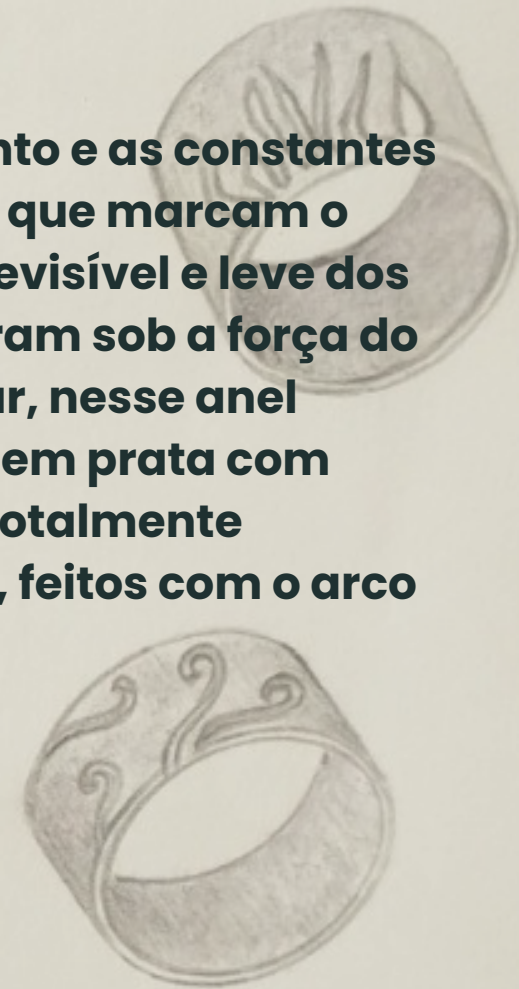 nto e as constantes
que marcam o
evisível e leve dos
ram sob a força do
ar, nesse anel
em prata com
otalmente
, feitos com o arco